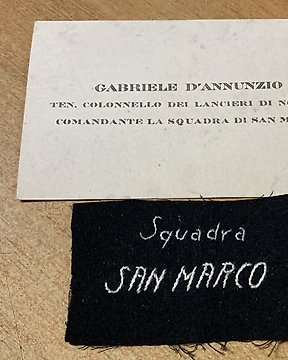 GABRIELE D'ANNUNZIO
TEN. COLONNELLO DEI LANCIERI DI
COMANDANTE LA SQUADRA DI SAN
Squadra
SAN MARCO